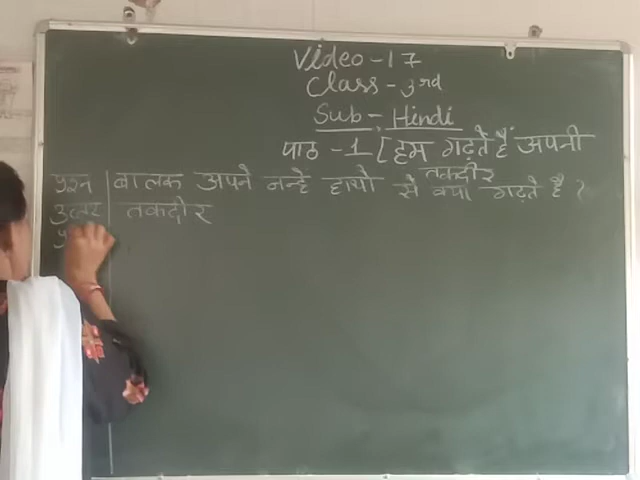 Video - 17
Class - 3rd
Sub - Hindi
पाठ - 1 [ हम गढ़ते हैं अपनी
तकदीर
प्रश्न बालक अपने नन्हे हाथो से क्या गढ़ते है ?
उत्तर तकदीर